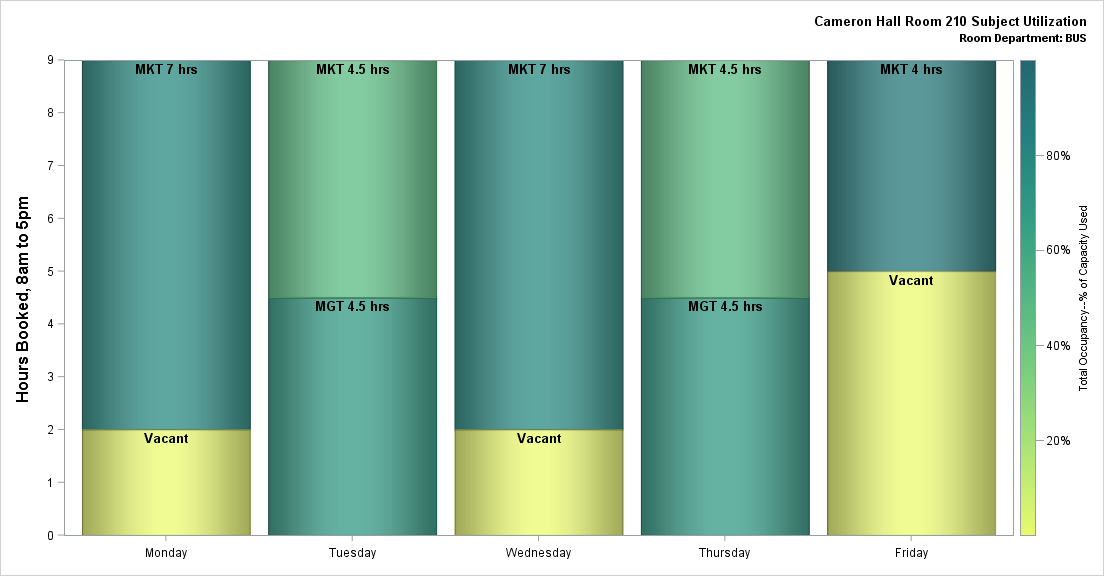 Cameron Hall Room 210 Subject Utilization
Room Department: BUS
Hours Booked, 8am to 5pm
9
8
7
6
5
4
3
2
1
0
MKT 7 hrs
Vacant
MKT 4.5 hrs
MGT 4.5 hrs
MKT 7 hrs
Vacant
MKT 4.5 hrs
MGT 4.5 hrs
MKT 4 hrs
Vacant
Monday
Tuesday
Wednesday
Thursday
Friday
80%
60%
40%
20%
Total Occupancy--% of Capacity Used